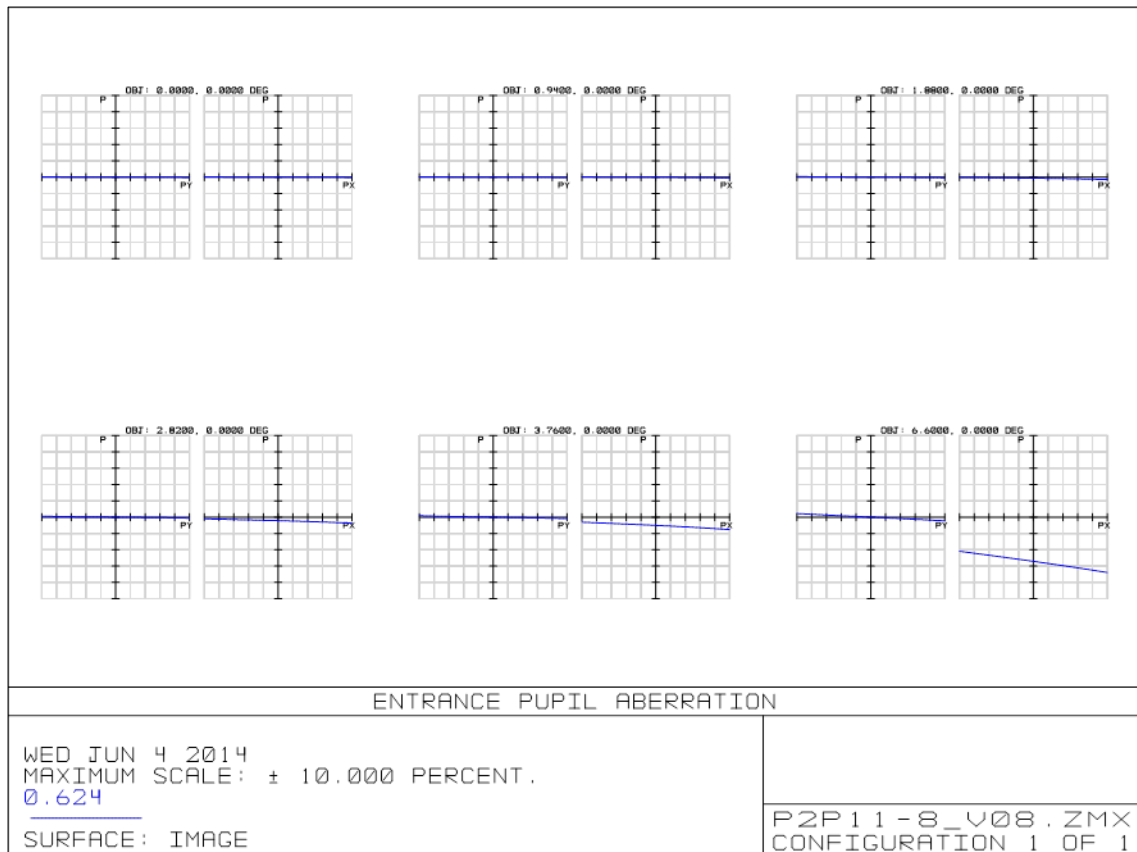 OBJ: 0.0000, 0.0000 DEG
OBJ: 0.9400, 0.0000 DEG
OBJ: 1.8800, 0.0000 DEG
P P P P P P
PY PX PY PX PY PX
OBJ: 2.8200, 0.0000 DEG
OBJ: 3.7600, 0.0000 DEG
OBJ: 6.6000, 0.0000 DEG
P P P P P P
PY PX PY PX PY PX
ENTRANCE PUPIL ABERRATION
WED JUN 4 2014
MAXIMUM SCALE: ± 10.000 PERCENT.
0.624
SURFACE: IMAGE
P2P11-8_V08.ZMX
CONFIGURATION 1 OF 1